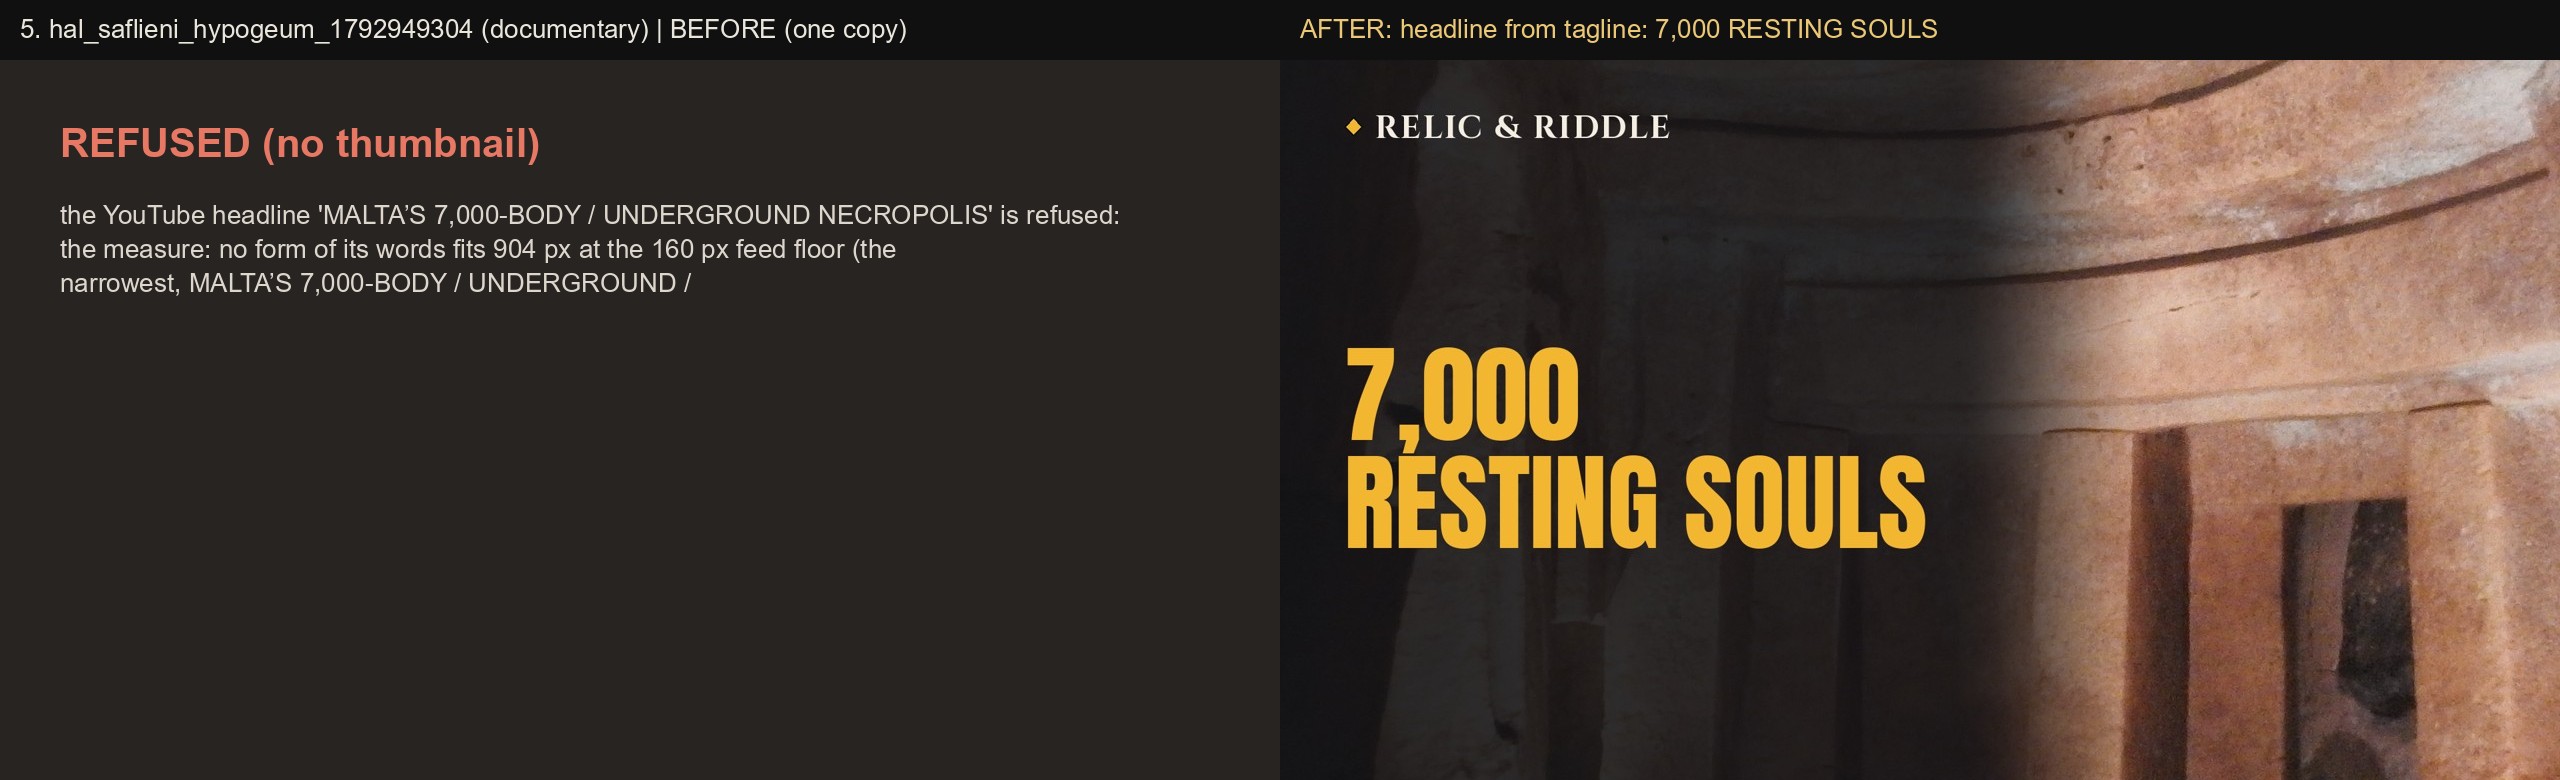 5. hal_saflieni_hypogeum_1792949304 (documentary) | BEFORE (one copy)
AFTER: headline from tagline: 7,000 RESTING SOULS
REFUSED (no thumbnail)
the YouTube headline 'MALTA’S 7,000-BODY / UNDERGROUND NECROPOLIS' is refused:
the measure: no form of its words fits 904 px at the 160 px feed floor (the
narrowest, MALTA’S 7,000-BODY / UNDERGROUND /
RELIC & RIDDLE
7,000
RESTING SOULS